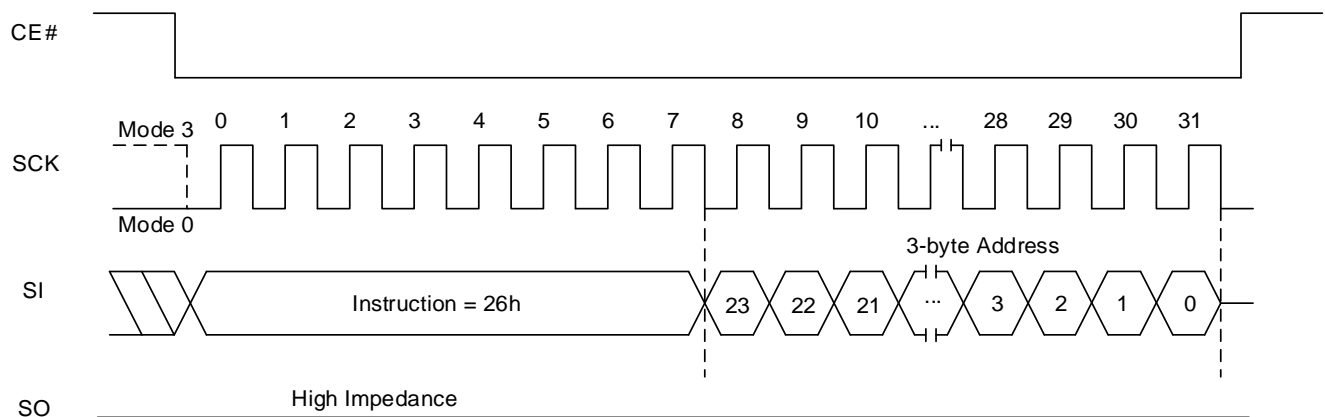 CE#
Mode 3
0 1 2 3 4 5 6 7 8 9 10 ... 28 29 30 31
SCK
Mode 0
3-byte Address
SI
Instruction = 26h
23 22 21 ... 3 2 1 0
High Impedance
SO